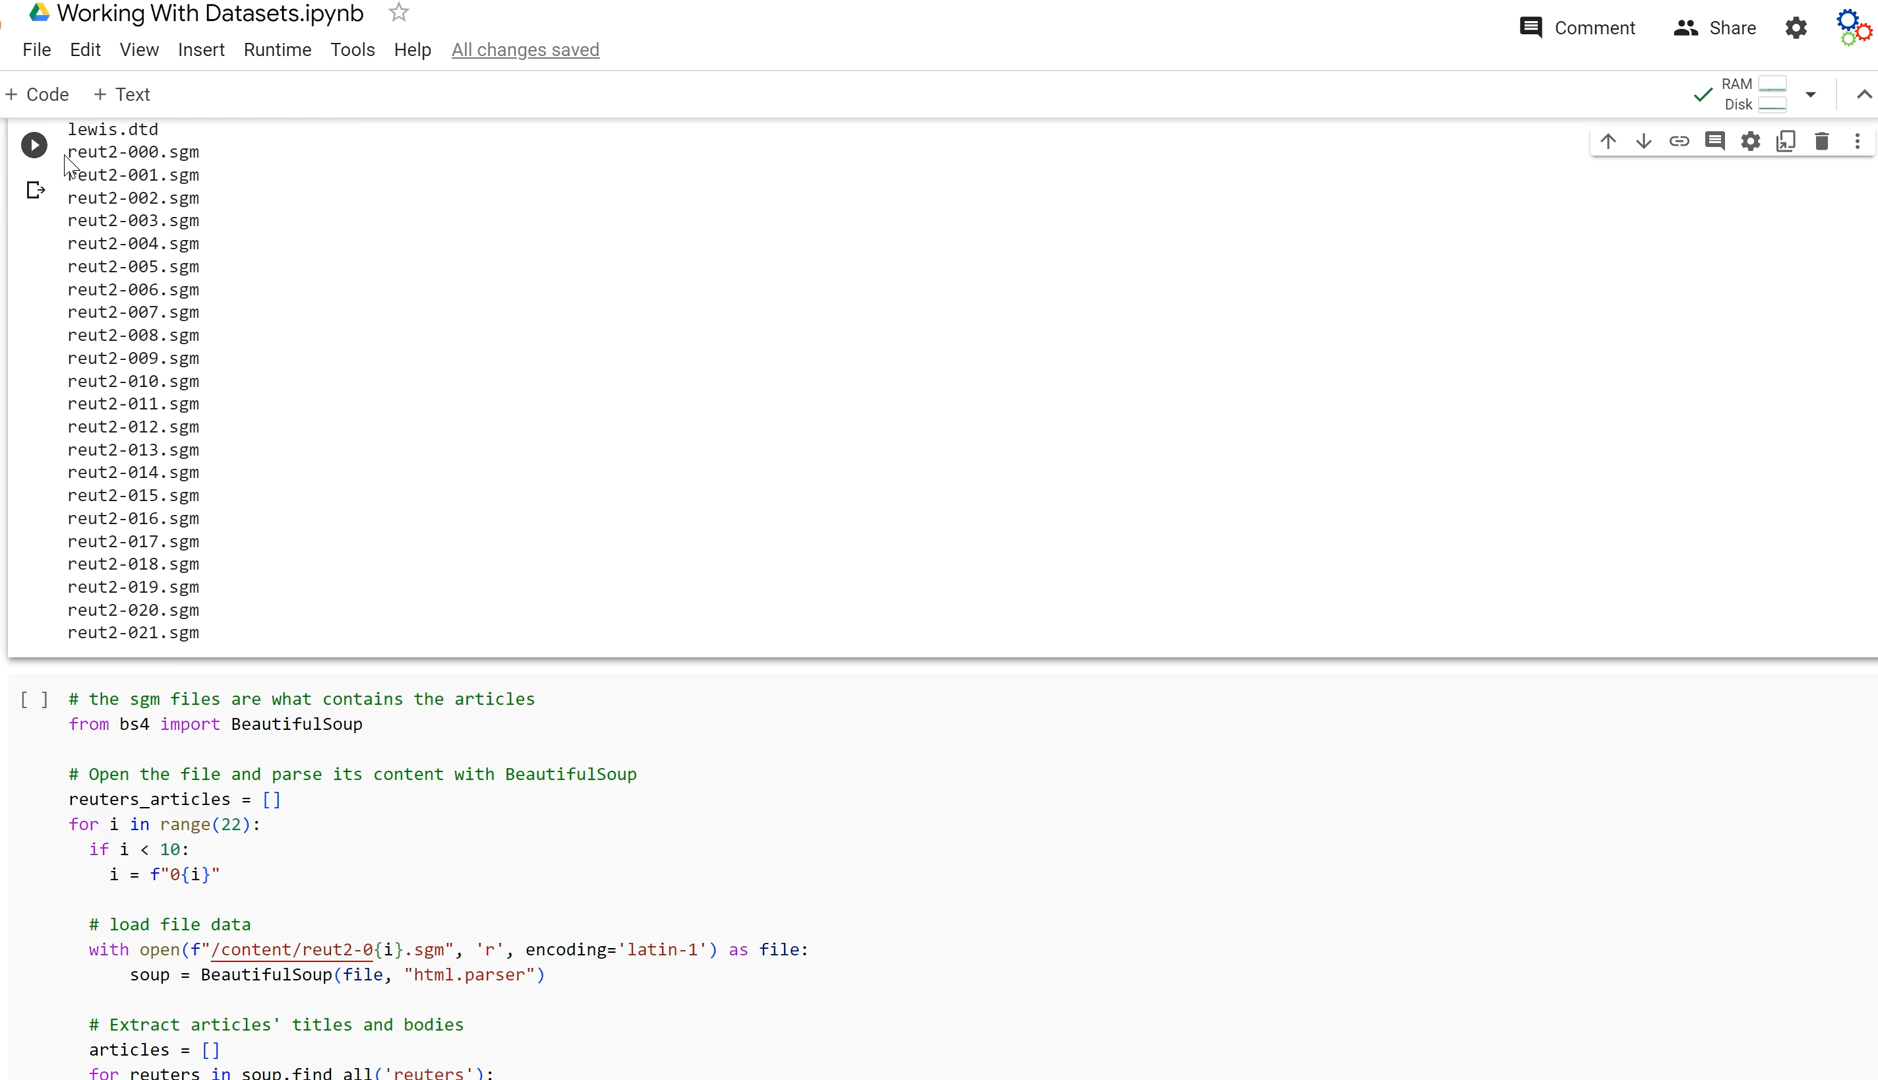 Working With Datasets.ipynb
File Edit View Insert Runtime Tools Help All changes saved
Comment Share
+ Code + Text
RAM
Disk
lewis.dtd
reut2-000.sgm
reut2-001.sgm
reut2-002.sgm
reut2-003.sgm
reut2-004.sgm
reut2-005.sgm
reut2-006.sgm
reut2-007.sgm
reut2-008.sgm
reut2-009.sgm
reut2-010.sgm
reut2-011.sgm
reut2-012.sgm
reut2-013.sgm
reut2-014.sgm
reut2-015.sgm
reut2-016.sgm
reut2-017.sgm
reut2-018.sgm
reut2-019.sgm
reut2-020.sgm
reut2-021.sgm
[ ] # the sgm files are what contains the articles
from bs4 import BeautifulSoup
# Open the file and parse its content with BeautifulSoup
reuters_articles = []
for i in range(22):
  if i < 10:
    i = f"0{i}"
  # load file data
  with open(f"/content/reut2-0{i}.sgm", 'r', encoding='latin-1') as file:
      soup = BeautifulSoup(file, "html.parser")
  # Extract articles' titles and bodies
  articles = []
  for reuters in soup.find_all('reuters'):